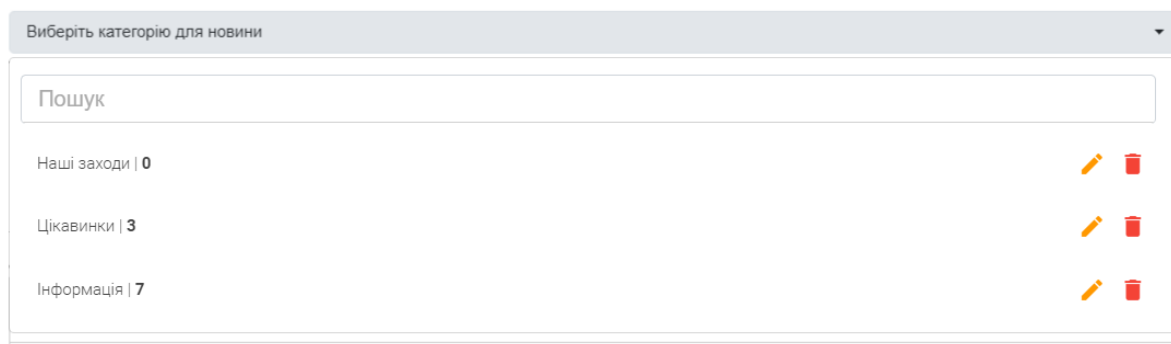 Виберіть категорію для новини
Пошук
Наші заходи | 0
Цікавинки | 3
Інформація | 7